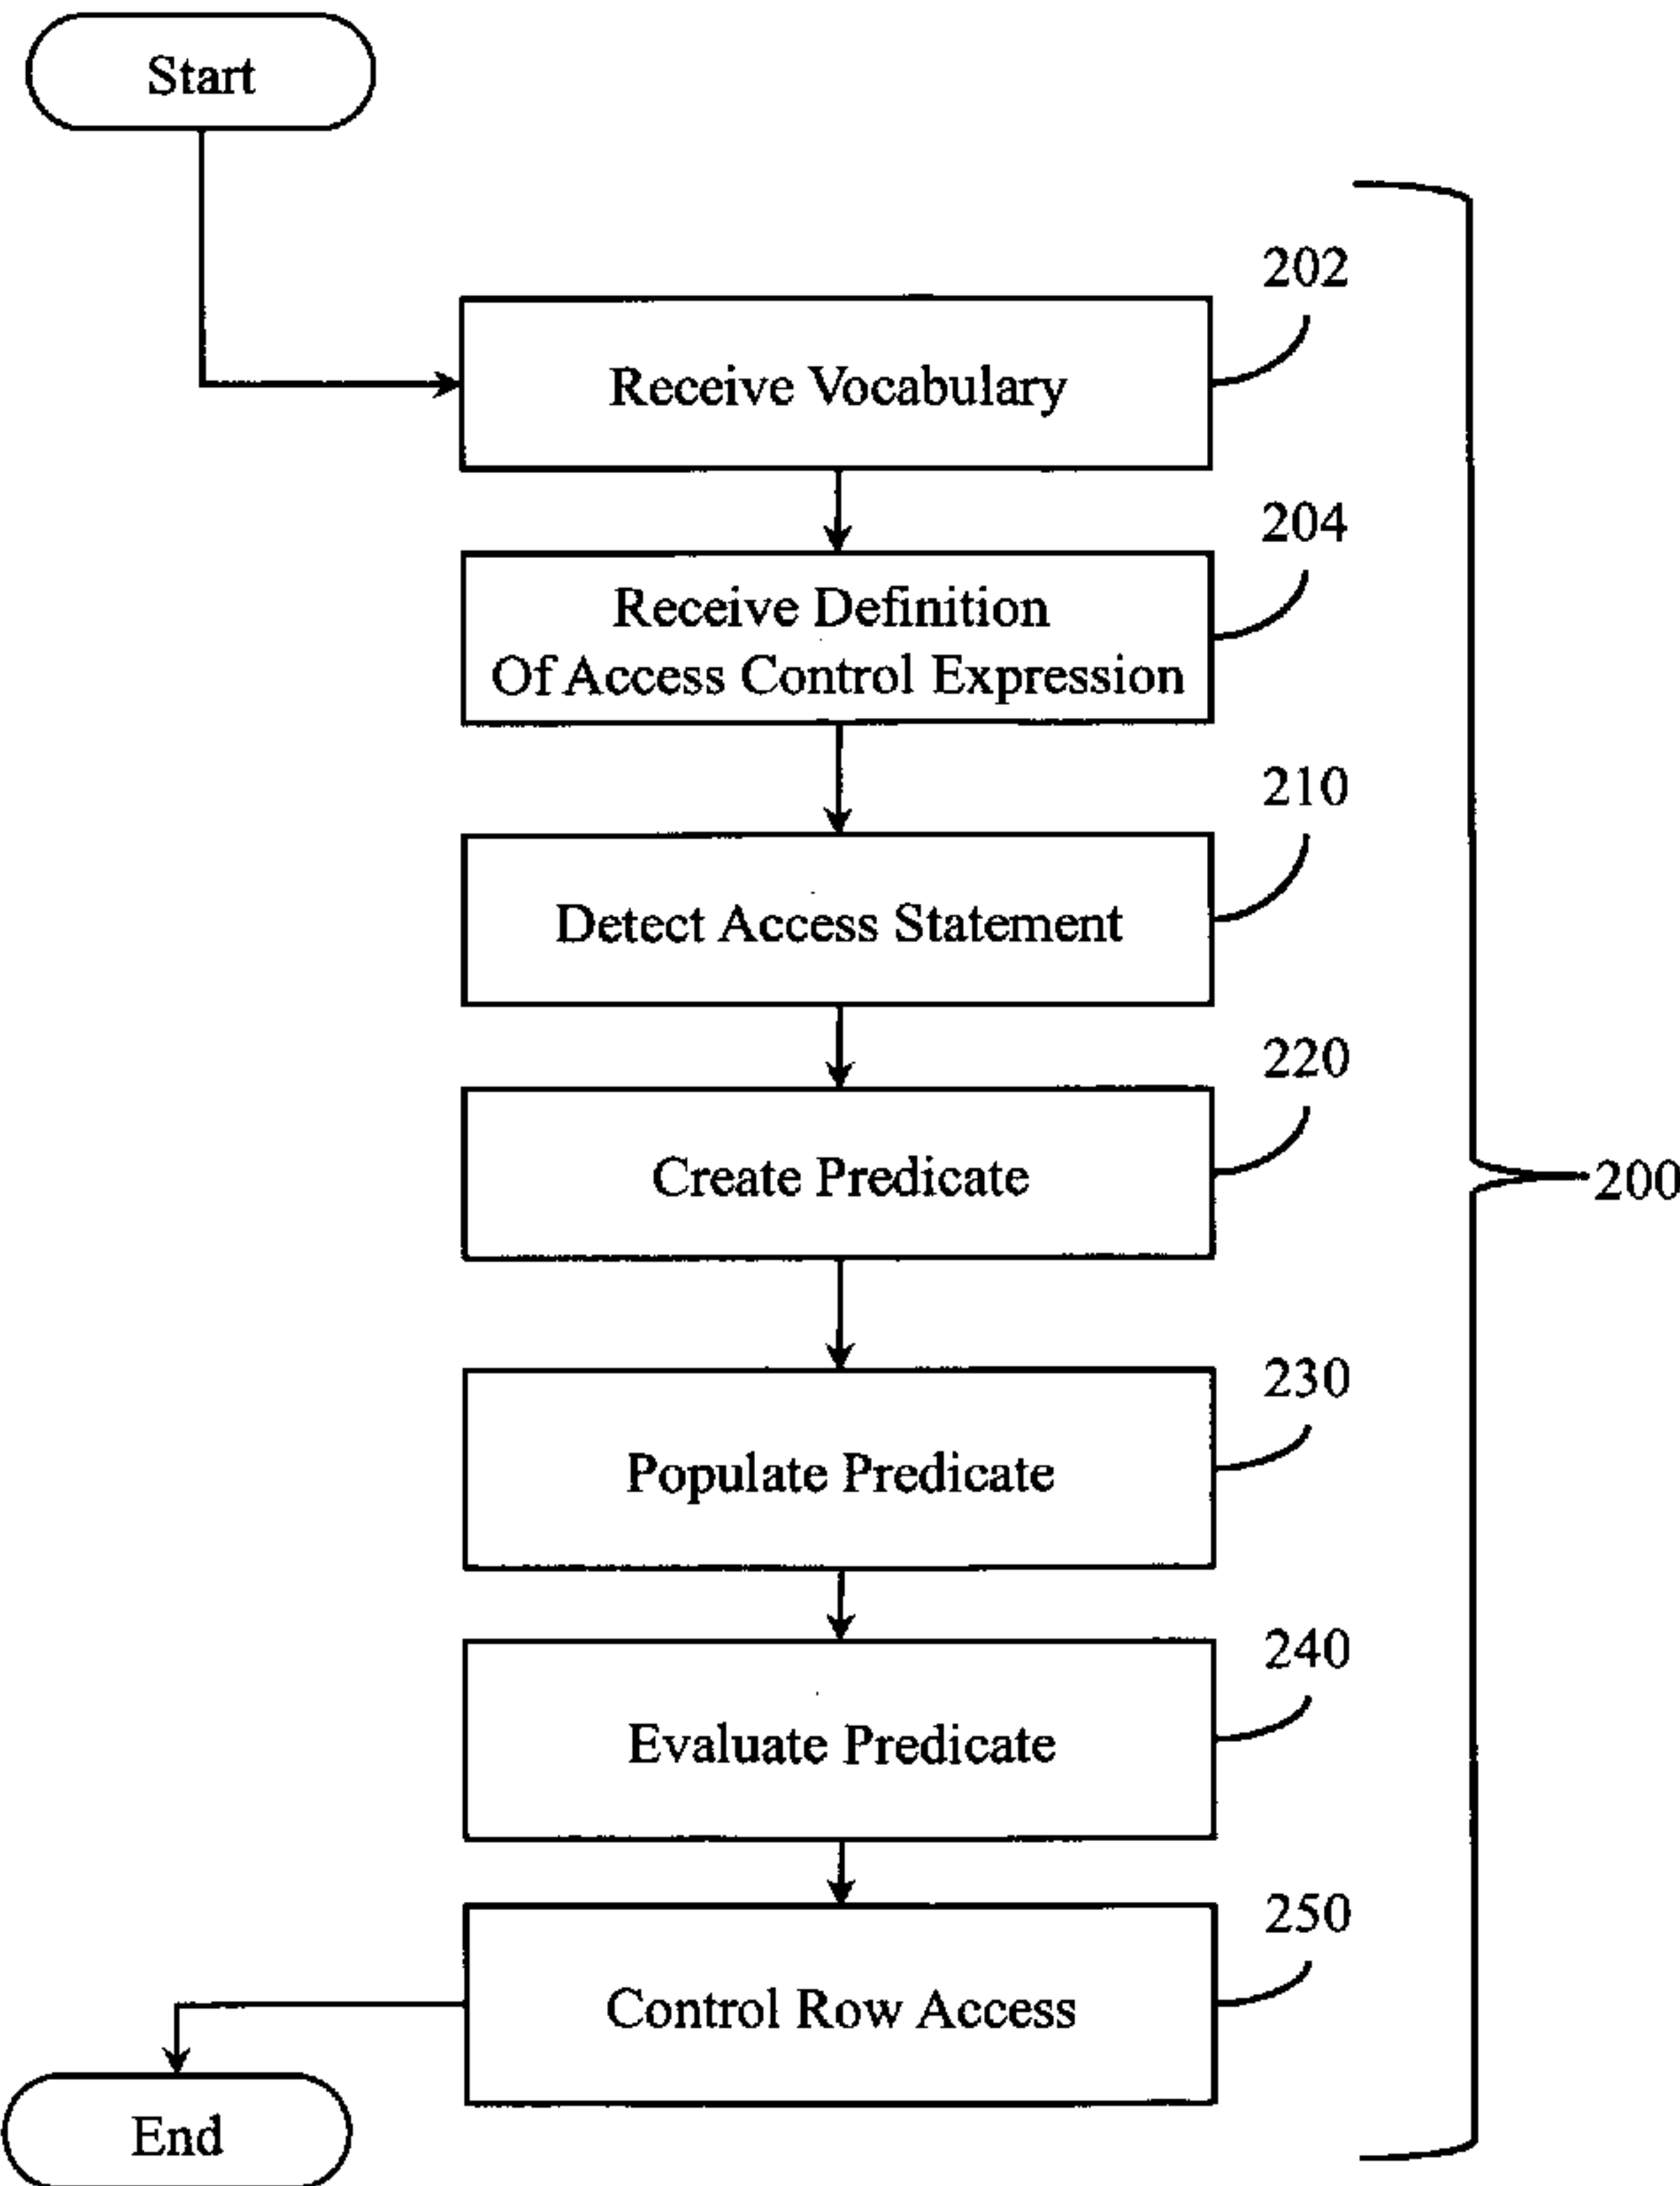 Start
202
Receive Vocabulary
204
Receive Definition
Of Access Control Expression
210
Detect Access Statement
220
Create Predicate
200
230
Populate Predicate
240
Evaluate Predicate
250
Control Row Access
End